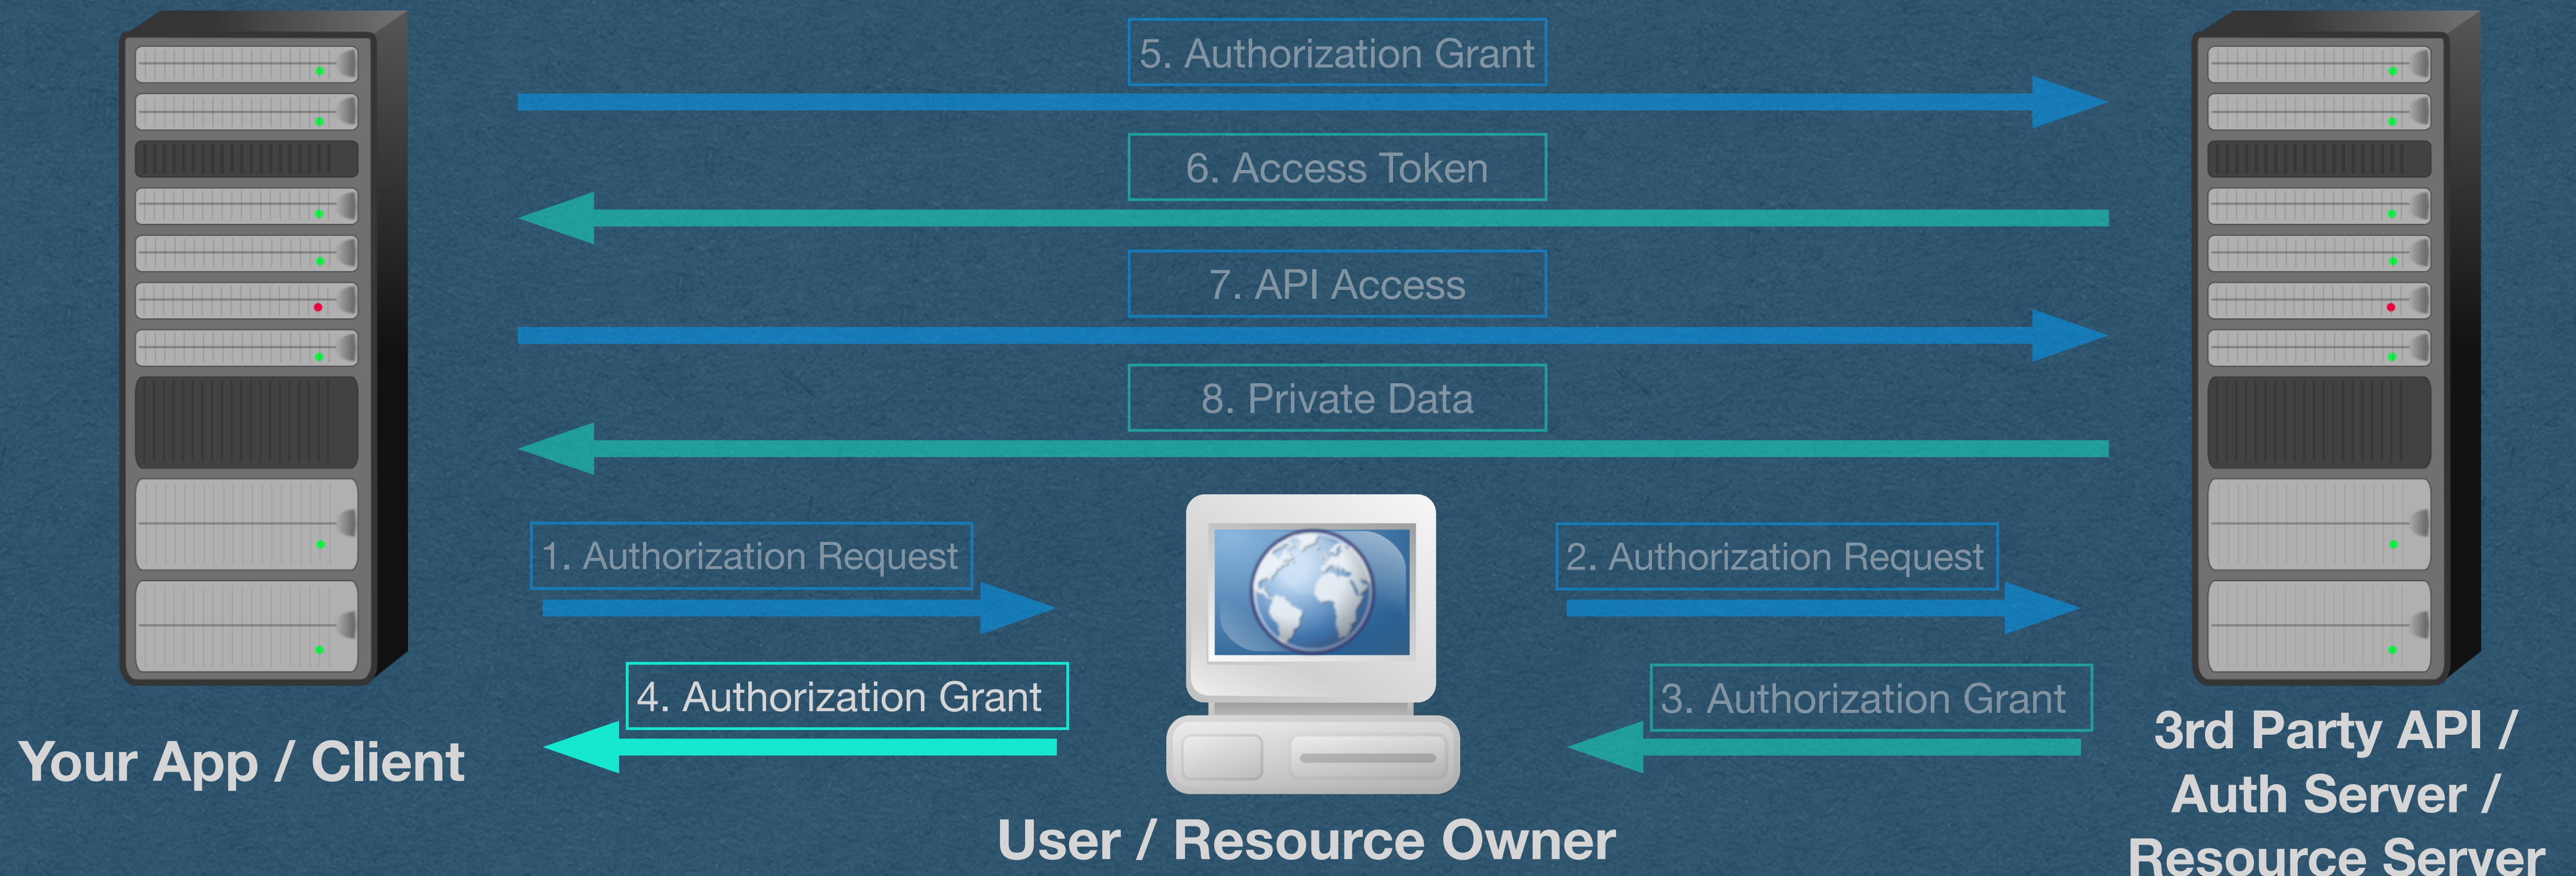 5. Authorization Grant
6. Access Token
7. API Access
8. Private Data
1. Authorization Request
2. Authorization Request
4. Authorization Grant
3. Authorization Grant
Your App / Client
User / Resource Owner
3rd Party API /
Auth Server /
Resource Server